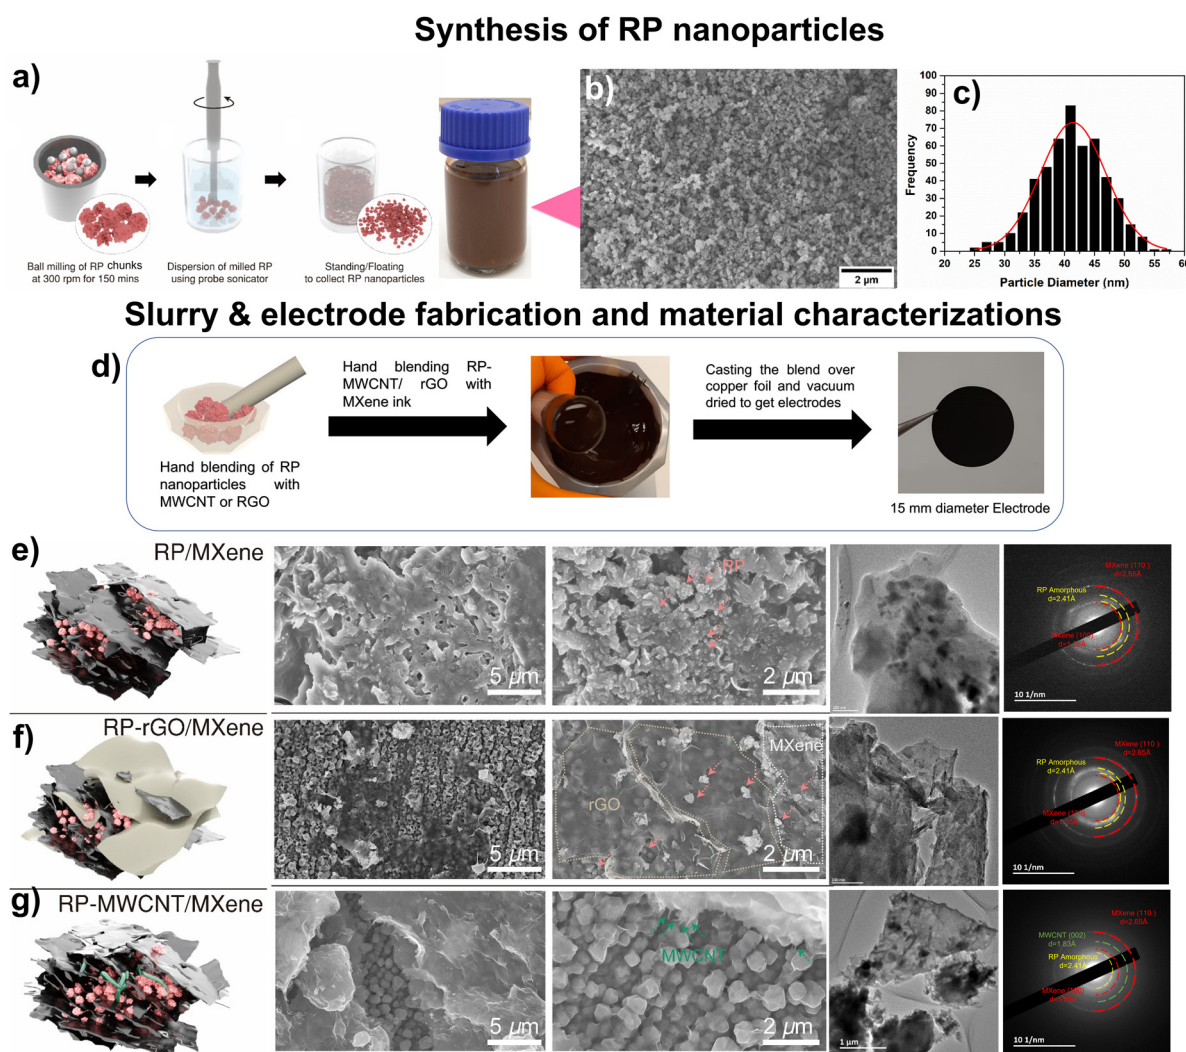 Synthesis of RP nanoparticles
a)
Ball milling of RP chunks
at 300 rpm for 150 mins
Dispersion of milled RP
using probe sonicator
Standing/Floating
to collect RP nanoparticles
b)
2 µm
c)
Frequency
100
90
80
70
60
50
40
30
20
10
0
20 25 30 35 40 45 50 55 60
Particle Diameter (nm)
Slurry & electrode fabrication and material characterizations
d)
Hand blending of RP
nanoparticles with
MWCNT or RGO
Hand blending RP-
MWCNT/ rGO with
MXene ink
Casting the blend over
copper foil and vacuum
dried to get electrodes
15 mm diameter Electrode
e)
RP/MXene
5 µm
RP
2 µm
MXene (110 )
d=2.65Å
RP Amorphous
d=2.41Å
10 1/nm
f)
RP-rGO/MXene
5 µm
rGO
MXene
2 µm
MXene (110 )
d=2.65Å
RP Amorphous
d=2.41Å
10 1/nm
g)
RP-MWCNT/MXene
5 µm
MWCNT
2 µm
1 µm
MXene (110 )
d=2.65Å
MWCNT (002)
d=1.83Å
RP Amorphous
d=2.41Å
10 1/nm